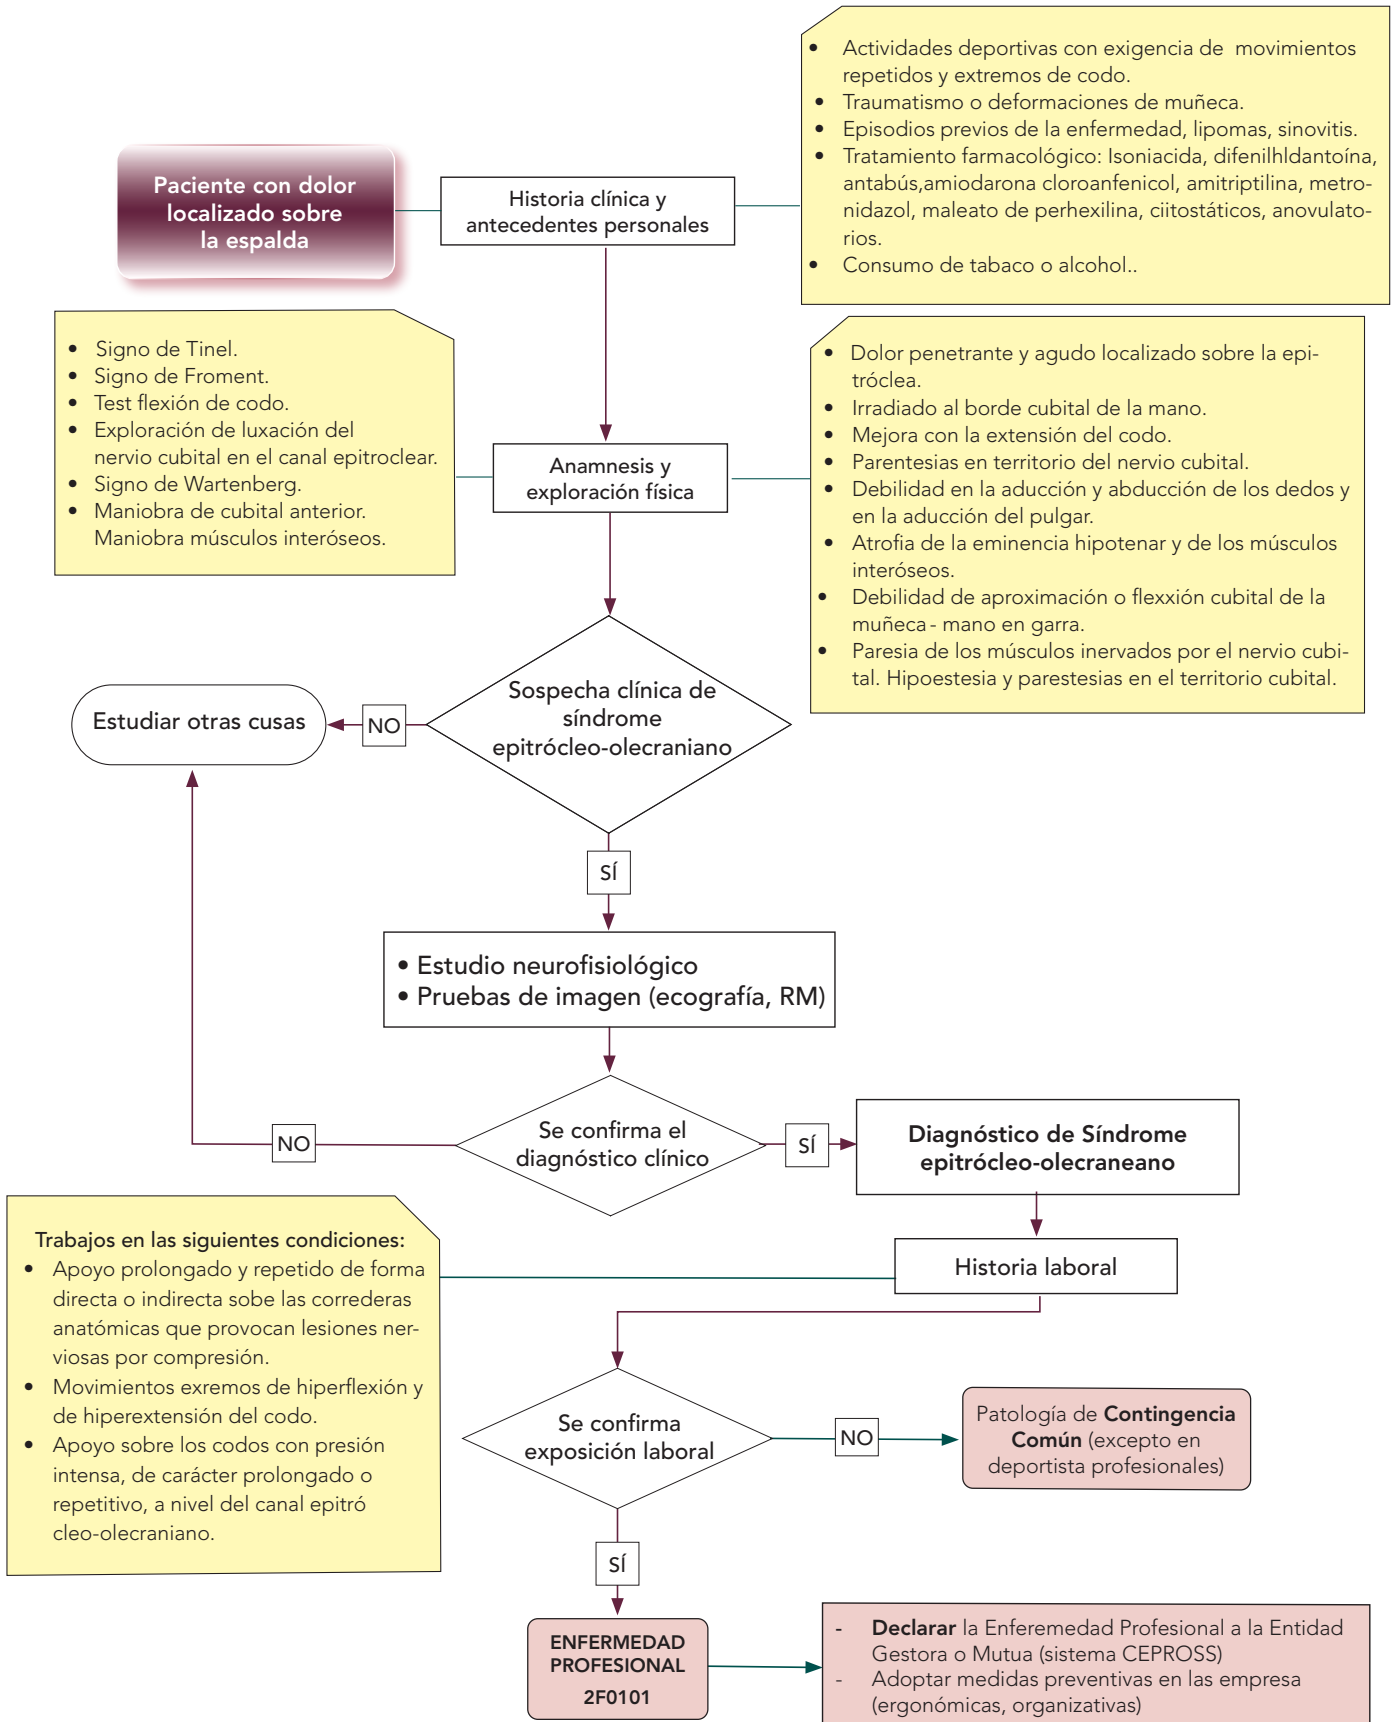 • Actividades deportivas con exigencia de movimientos
repetidos y extremos de codo.
• Traumatismo o deformaciones de muñeca.
• Episodios previos de la enfermedad, lipomas, sinovitis.
• Tratamiento farmacológico: Isoniacida, difenilhldantoína,
antabús,amiodarona cloroanfenicol, amitriptilina, metro-
nidazol, maleato de perhexilina, ciitostáticos, anovulato-
rios.
• Consumo de tabaco o alcohol..
Paciente con dolor
localizado sobre
la espalda
Historia clínica y
antecedentes personales
• Signo de Tinel.
• Signo de Froment.
• Test flexión de codo.
• Exploración de luxación del
nervio cubital en el canal epitroclear.
• Signo de Wartenberg.
• Maniobra de cubital anterior.
Maniobra músculos interóseos.
Anamnesis y
exploración física
• Dolor penetrante y agudo localizado sobre la epi-
tróclea.
• Irradiado al borde cubital de la mano.
• Mejora con la extensión del codo.
• Parentesias en territorio del nervio cubital.
• Debilidad en la aducción y abducción de los dedos y
en la aducción del pulgar.
• Atrofia de la eminencia hipotenar y de los músculos
interóseos.
• Debilidad de aproximación o flexxión cubital de la
muñeca - mano en garra.
• Paresia de los músculos inervados por el nervio cubi-
tal. Hipoestesia y parestesias en el territorio cubital.
Sospecha clínica de
síndrome
epitrócleo-olecraniano
NO
Estudiar otras cusas
SÍ
• Estudio neurofisiológico
• Pruebas de imagen (ecografía, RM)
Se confirma el
diagnóstico clínico
NO
SÍ
Diagnóstico de Síndrome
epitrócleo-olecraneano
Historia laboral
Trabajos en las siguientes condiciones:
• Apoyo prolongado y repetido de forma
directa o indirecta sobe las correderas
anatómicas que provocan lesiones ner-
viosas por compresión.
• Movimientos exremos de hiperflexión y
de hiperextensión del codo.
• Apoyo sobre los codos con presión
intensa, de carácter prolongado o
repetitivo, a nivel del canal epitró
cleo-olecraniano.
Se confirma
exposición laboral
NO
Patología de Contingencia
Común (excepto en
deportista profesionales)
SÍ
ENFERMEDAD
PROFESIONAL
2F0101
- Declarar la Enferemedad Profesional a la Entidad
Gestora o Mutua (sistema CEPROSS)
- Adoptar medidas preventivas en las empresa
(ergonómicas, organizativas)